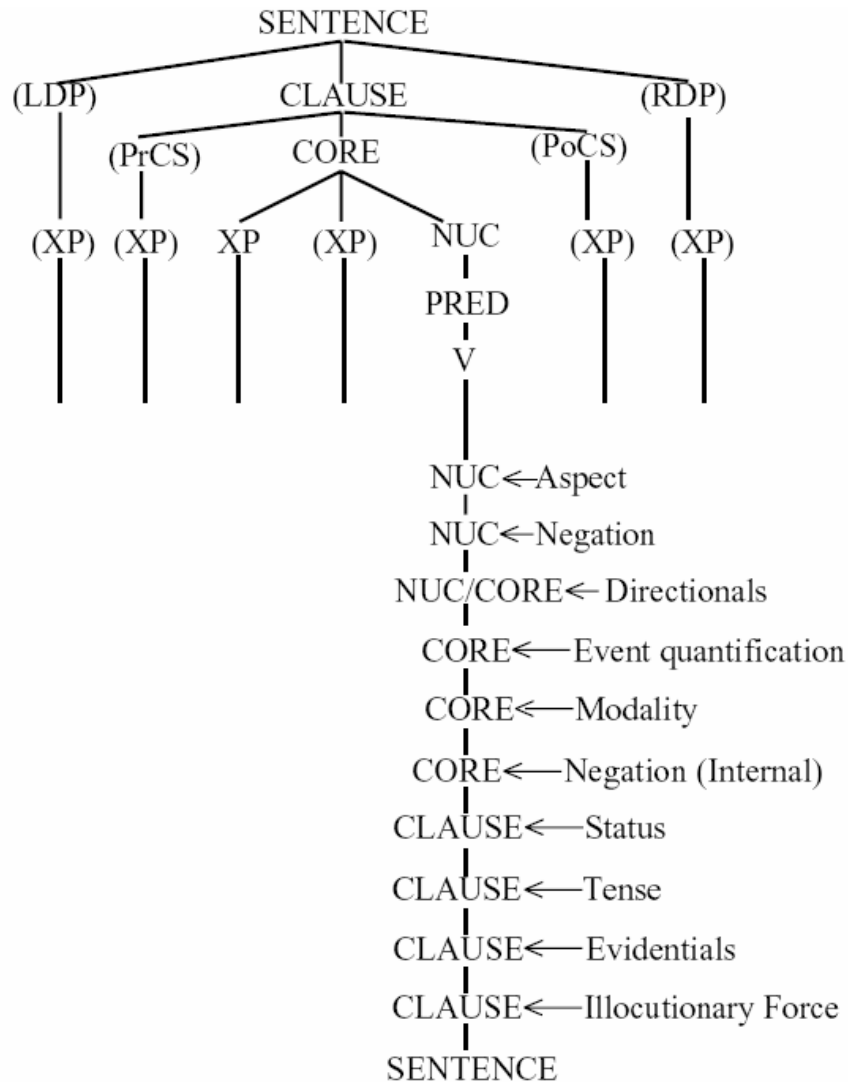 SENTENCE
(LDP) CLAUSE (RDP)
(PrCS) CORE (PoCS)
(XP) (XP) XP (XP) NUC (XP) (XP)
PRED
V
NUC Aspect
NUC Negation
NUC/CORE Directionals
CORE Event quantification
CORE Modality
CORE Negation (Internal)
CLAUSE Status
CLAUSE Tense
CLAUSE Evidentials
CLAUSE Illocutionary Force
SENTENCE